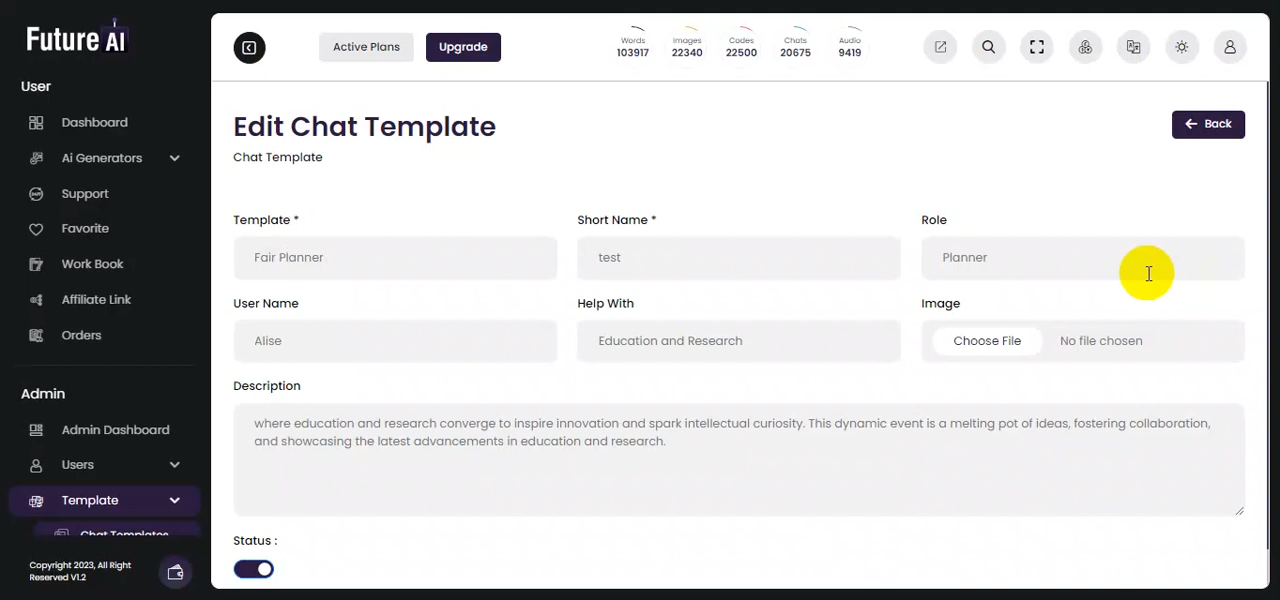 Future AI
User
Dashboard
Ai Generators
Support
Favorite
Work Book
Affiliate Link
Orders
Admin
Admin Dashboard
Users
Template
Chat Templates
Copyright 2023, All Right
Reserved V1.2
Active Plans
Upgrade
Words
103917
Images
22340
Codes
22500
Chats
20675
Audio
9419
Edit Chat Template
Chat Template
Back
Template *
Short Name *
Role
Fair Planner
test
Planner
User Name
Help With
Image
Alise
Education and Research
Choose File No file chosen
Description
where education and research converge to inspire innovation and spark intellectual curiosity. This dynamic event is a melting pot of ideas, fostering collaboration,
and showcasing the latest advancements in education and research.
Status :